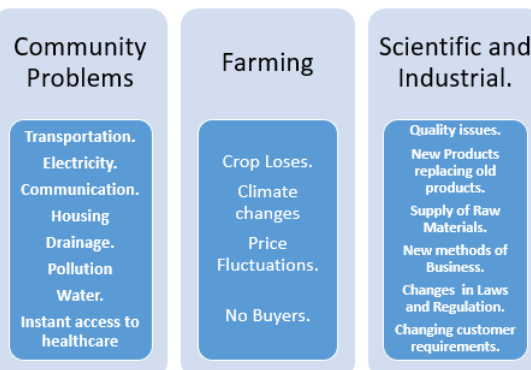 Community
Problems
Transportation.
Electricity.
Communication.
Housing
Drainage.
Pollution
Water.
Instant access to
healthcare
Farming
Crop Loses.
Climate
changes
Price
Fluctuations.
No Buyers.
Scientific and
Industrial.
Quality issues.
New Products
replacing old
products.
Supply of Raw
Materials.
New methods of
Business.
Changes in Laws
and Regulation.
Changing customer
requirements.